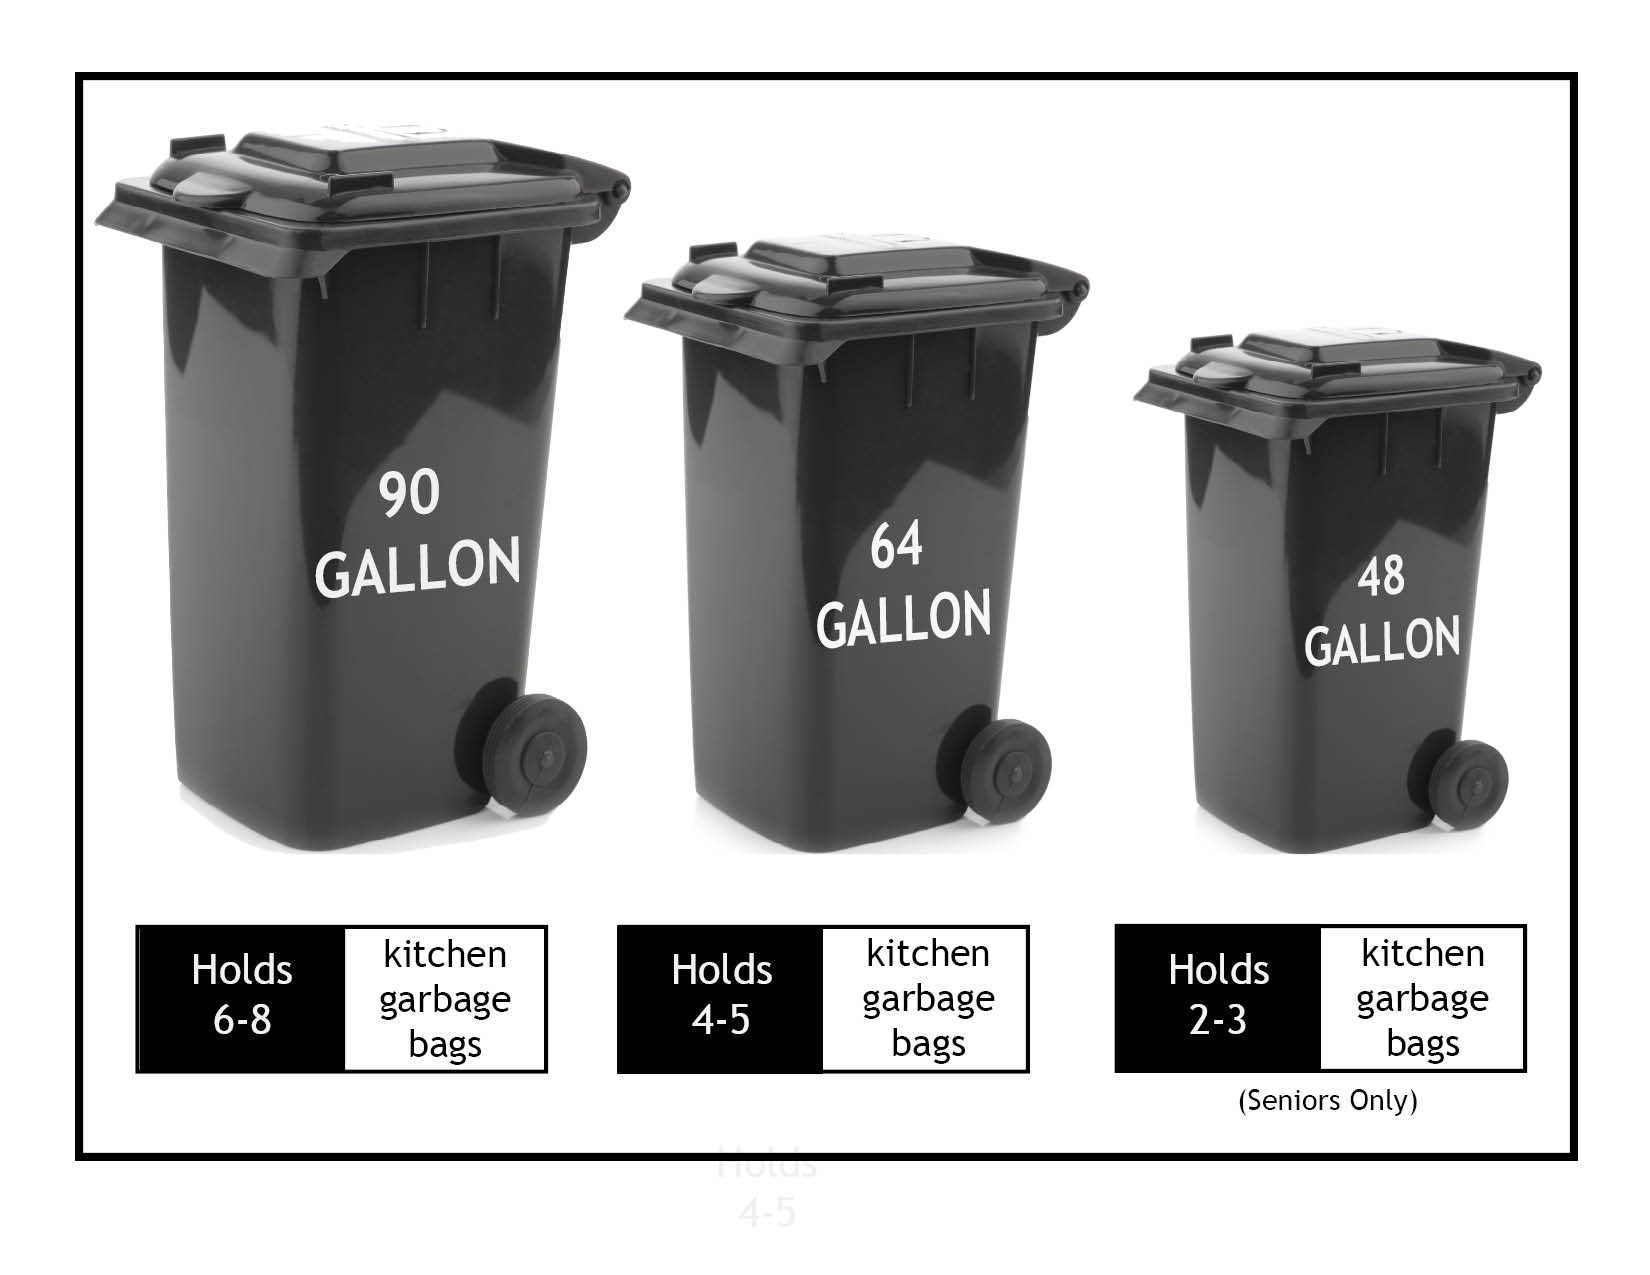 90
GALLON
64
GALLON
48
GALLON
Holds
6-8
kitchen
garbage
bags
Holds
4-5
kitchen
garbage
bags
Holds
2-3
kitchen
garbage
bags
(Seniors Only)
Holds
4-5